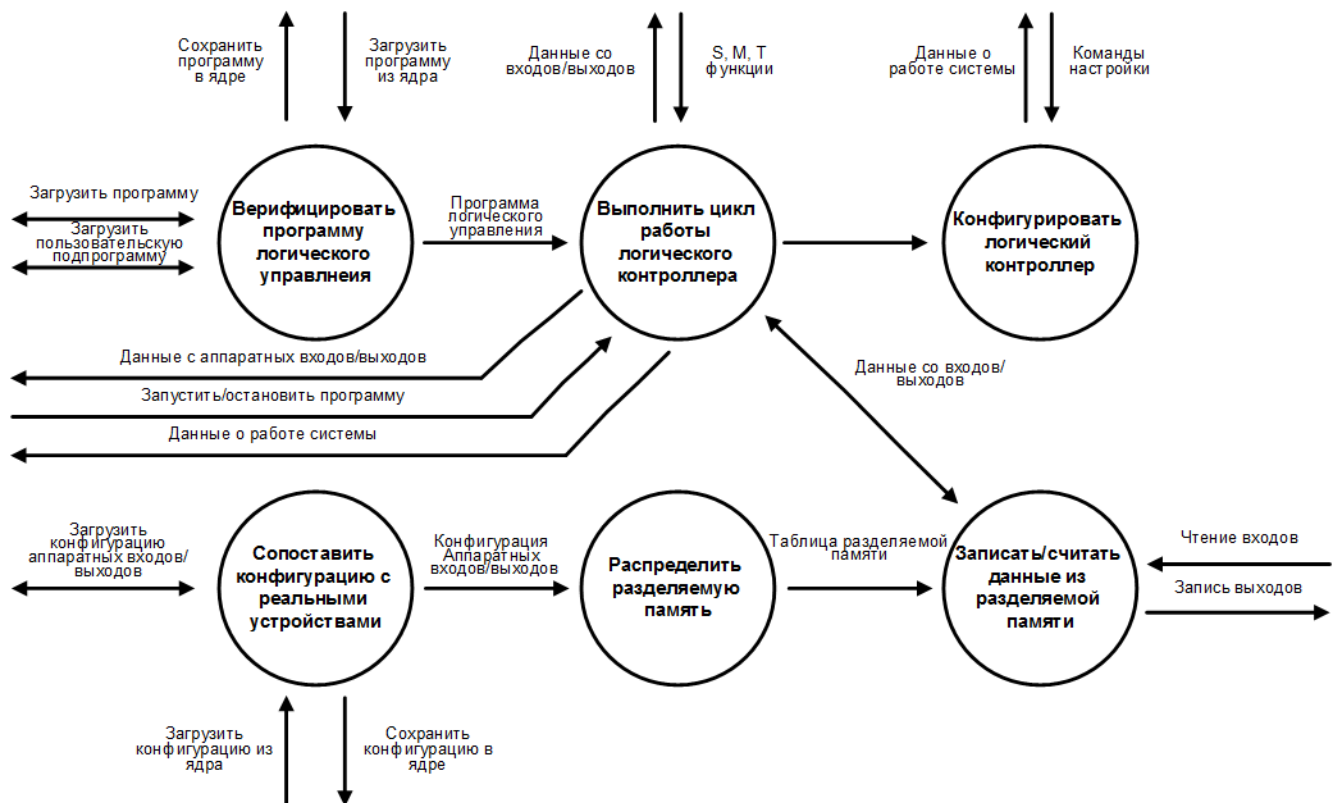 Сохранить
программу
в ядре
Загрузить
программу
из ядра
Данные со
входов/выходов
S, M, T
функции
Данные о
работе системы
Команды
настройки
Загрузить программу
Загрузить
пользовательскую
подпрограмму
Верифицировать
программу
логического
управлнеия
Программа
логического
управления
Выполнить цикл
работы
логического
контроллера
Конфигурировать
логический
контроллер
Данные с аппаратных входов/выходов
Запустить/остановить программу
Данные о работе системы
Данные со входов/
выходов
Загрузить
конфигурацию
аппаратных входов/
выходов
Сопоставить
конфигурацию с
реальными
устройствами
Конфигурация
Аппаратных
входов/выходов
Распределить
разделяемую
память
Таблица разделяемой
памяти
Записать/считать
данные из
разделяемой
памяти
Чтение входов
Запись выходов
Загрузить
конфигурацию из
ядра
Сохранить
конфигурацию в
ядре